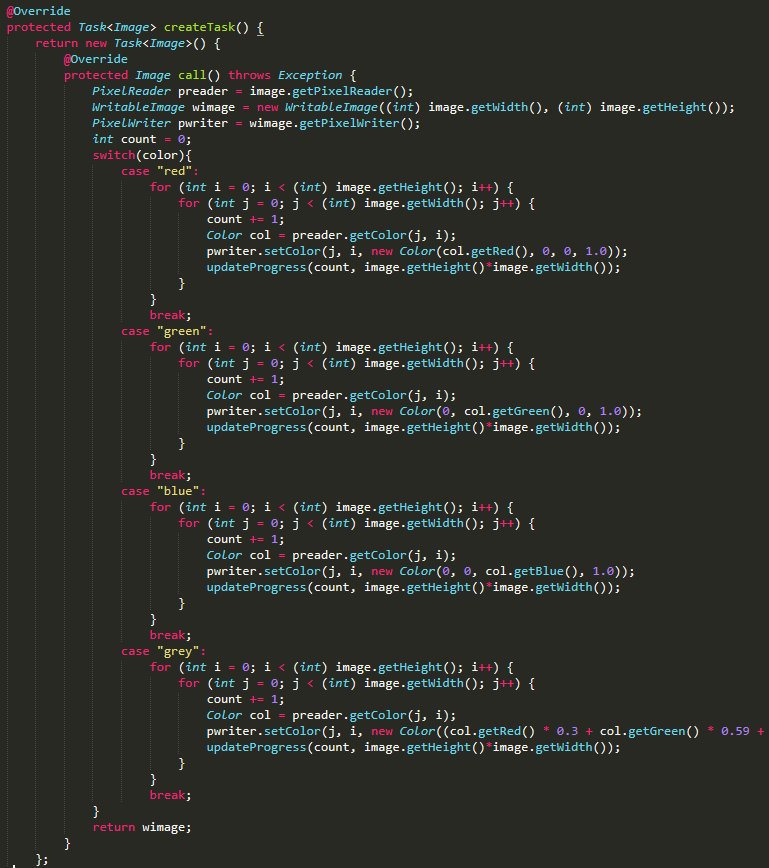 @Override
protected Task<Image> createTask() {
    return new Task<Image>() {
        @Override
        protected Image call() throws Exception {
            PixelReader preader = image.getPixelReader();
            WritableImage wimage = new WritableImage((int) image.getWidth(), (int) image.getHeight());
            PixelWriter pwriter = wimage.getPixelWriter();
            int count = 0;
            switch(color){
                case "red":
                    for (int i = 0; i < (int) image.getHeight(); i++) {
                        for (int j = 0; j < (int) image.getWidth(); j++) {
                            count += 1;
                            Color col = preader.getColor(j, i);
                            pwriter.setColor(j, i, new Color(col.getRed(), 0, 0, 1.0));
                            updateProgress(count, image.getHeight()*image.getWidth());
                        }
                    }
                    break;
                case "green":
                    for (int i = 0; i < (int) image.getHeight(); i++) {
                        for (int j = 0; j < (int) image.getWidth(); j++) {
                            count += 1;
                            Color col = preader.getColor(j, i);
                            pwriter.setColor(j, i, new Color(0, col.getGreen(), 0, 1.0));
                            updateProgress(count, image.getHeight()*image.getWidth());
                        }
                    }
                    break;
                case "blue":
                    for (int i = 0; i < (int) image.getHeight(); i++) {
                        for (int j = 0; j < (int) image.getWidth(); j++) {
                            count += 1;
                            Color col = preader.getColor(j, i);
                            pwriter.setColor(j, i, new Color(0, 0, col.getBlue(), 1.0));
                            updateProgress(count, image.getHeight()*image.getWidth());
                        }
                    }
                    break;
                case "grey":
                    for (int i = 0; i < (int) image.getHeight(); i++) {
                        for (int j = 0; j < (int) image.getWidth(); j++) {
                            count += 1;
                            Color col = preader.getColor(j, i);
                            pwriter.setColor(j, i, new Color((col.getRed() * 0.3 + col.getGreen() * 0.59 +
                            updateProgress(count, image.getHeight()*image.getWidth());
                        }
                    }
                    break;
            }
            return wimage;
        }
    };